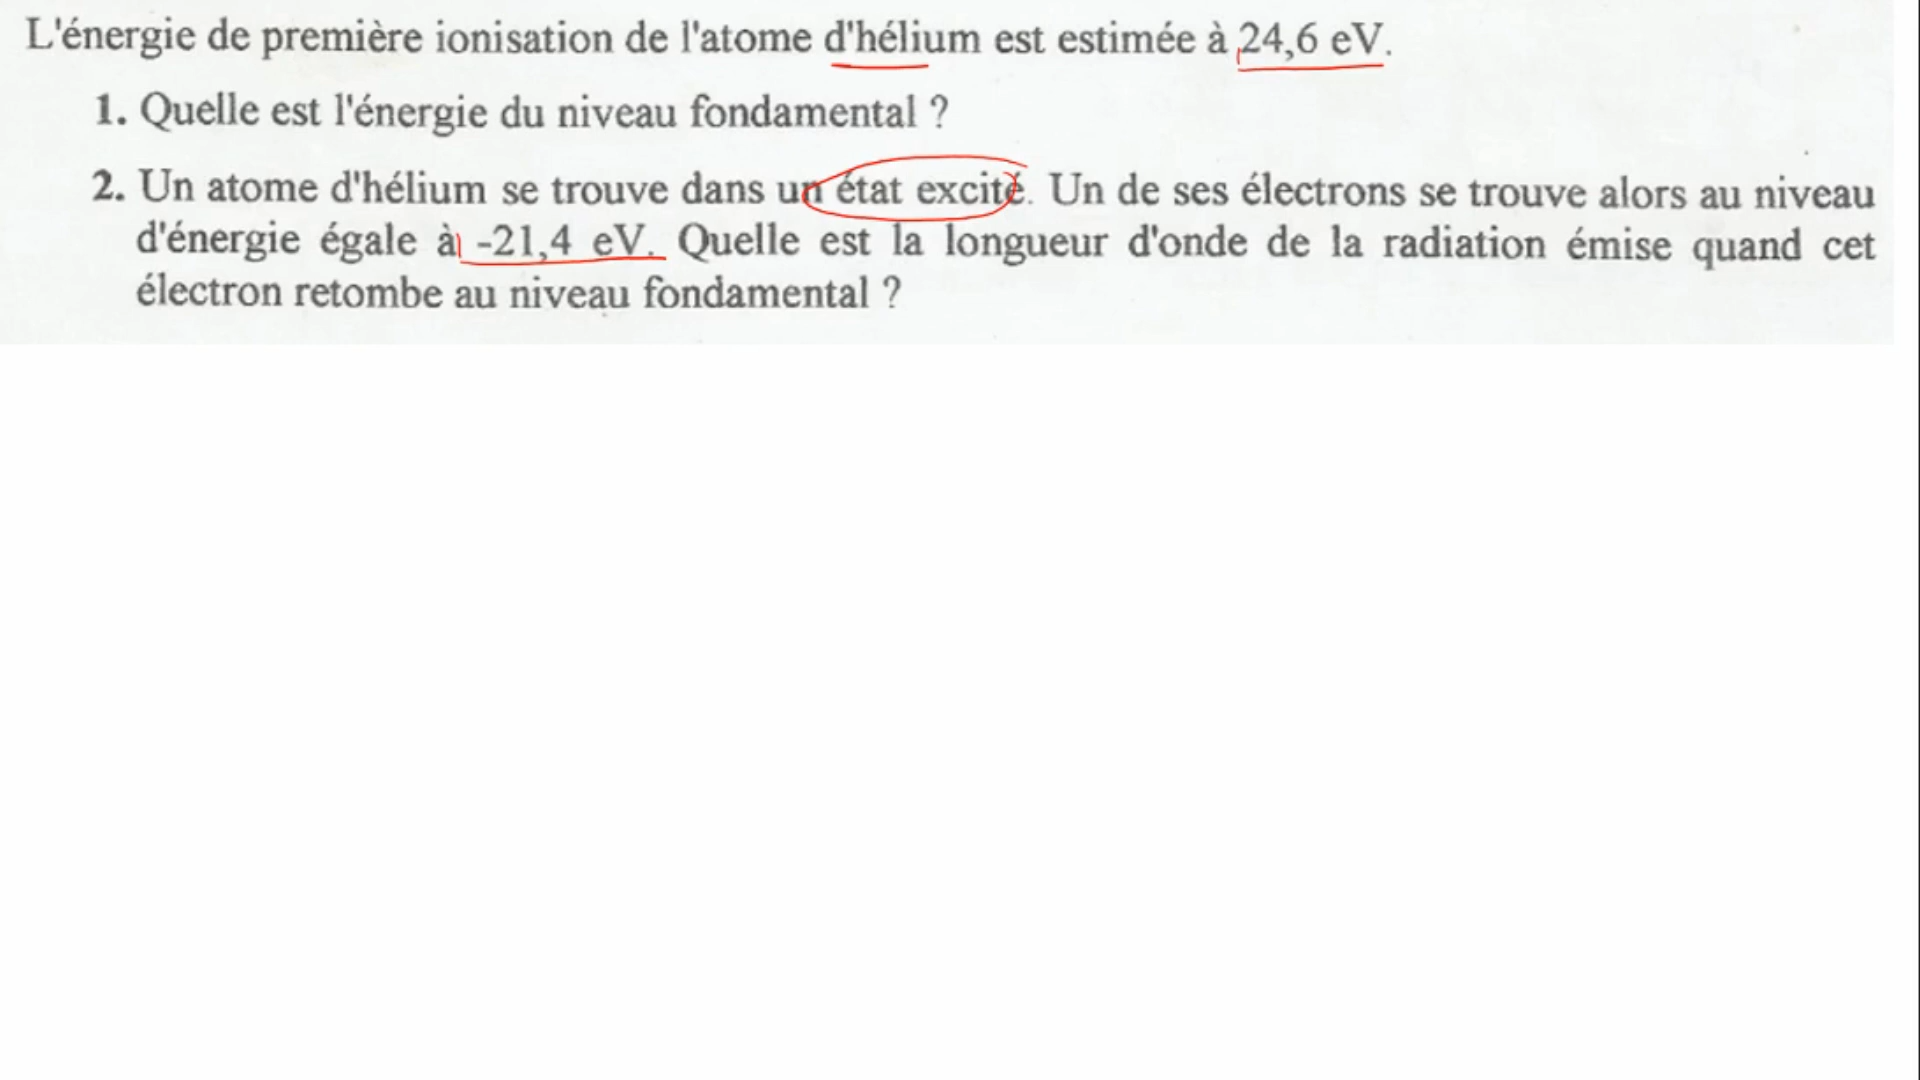 L'énergie de première ionisation de l'atome d'hélium est estimée à 24,6 eV.
1. Quelle est l'énergie du niveau fondamental ?
2. Un atome d'hélium se trouve dans un état excité. Un de ses électrons se trouve alors au niveau
d'énergie égale à -21,4 eV. Quelle est la longueur d'onde de la radiation émise quand cet
électron retombe au niveau fondamental ?